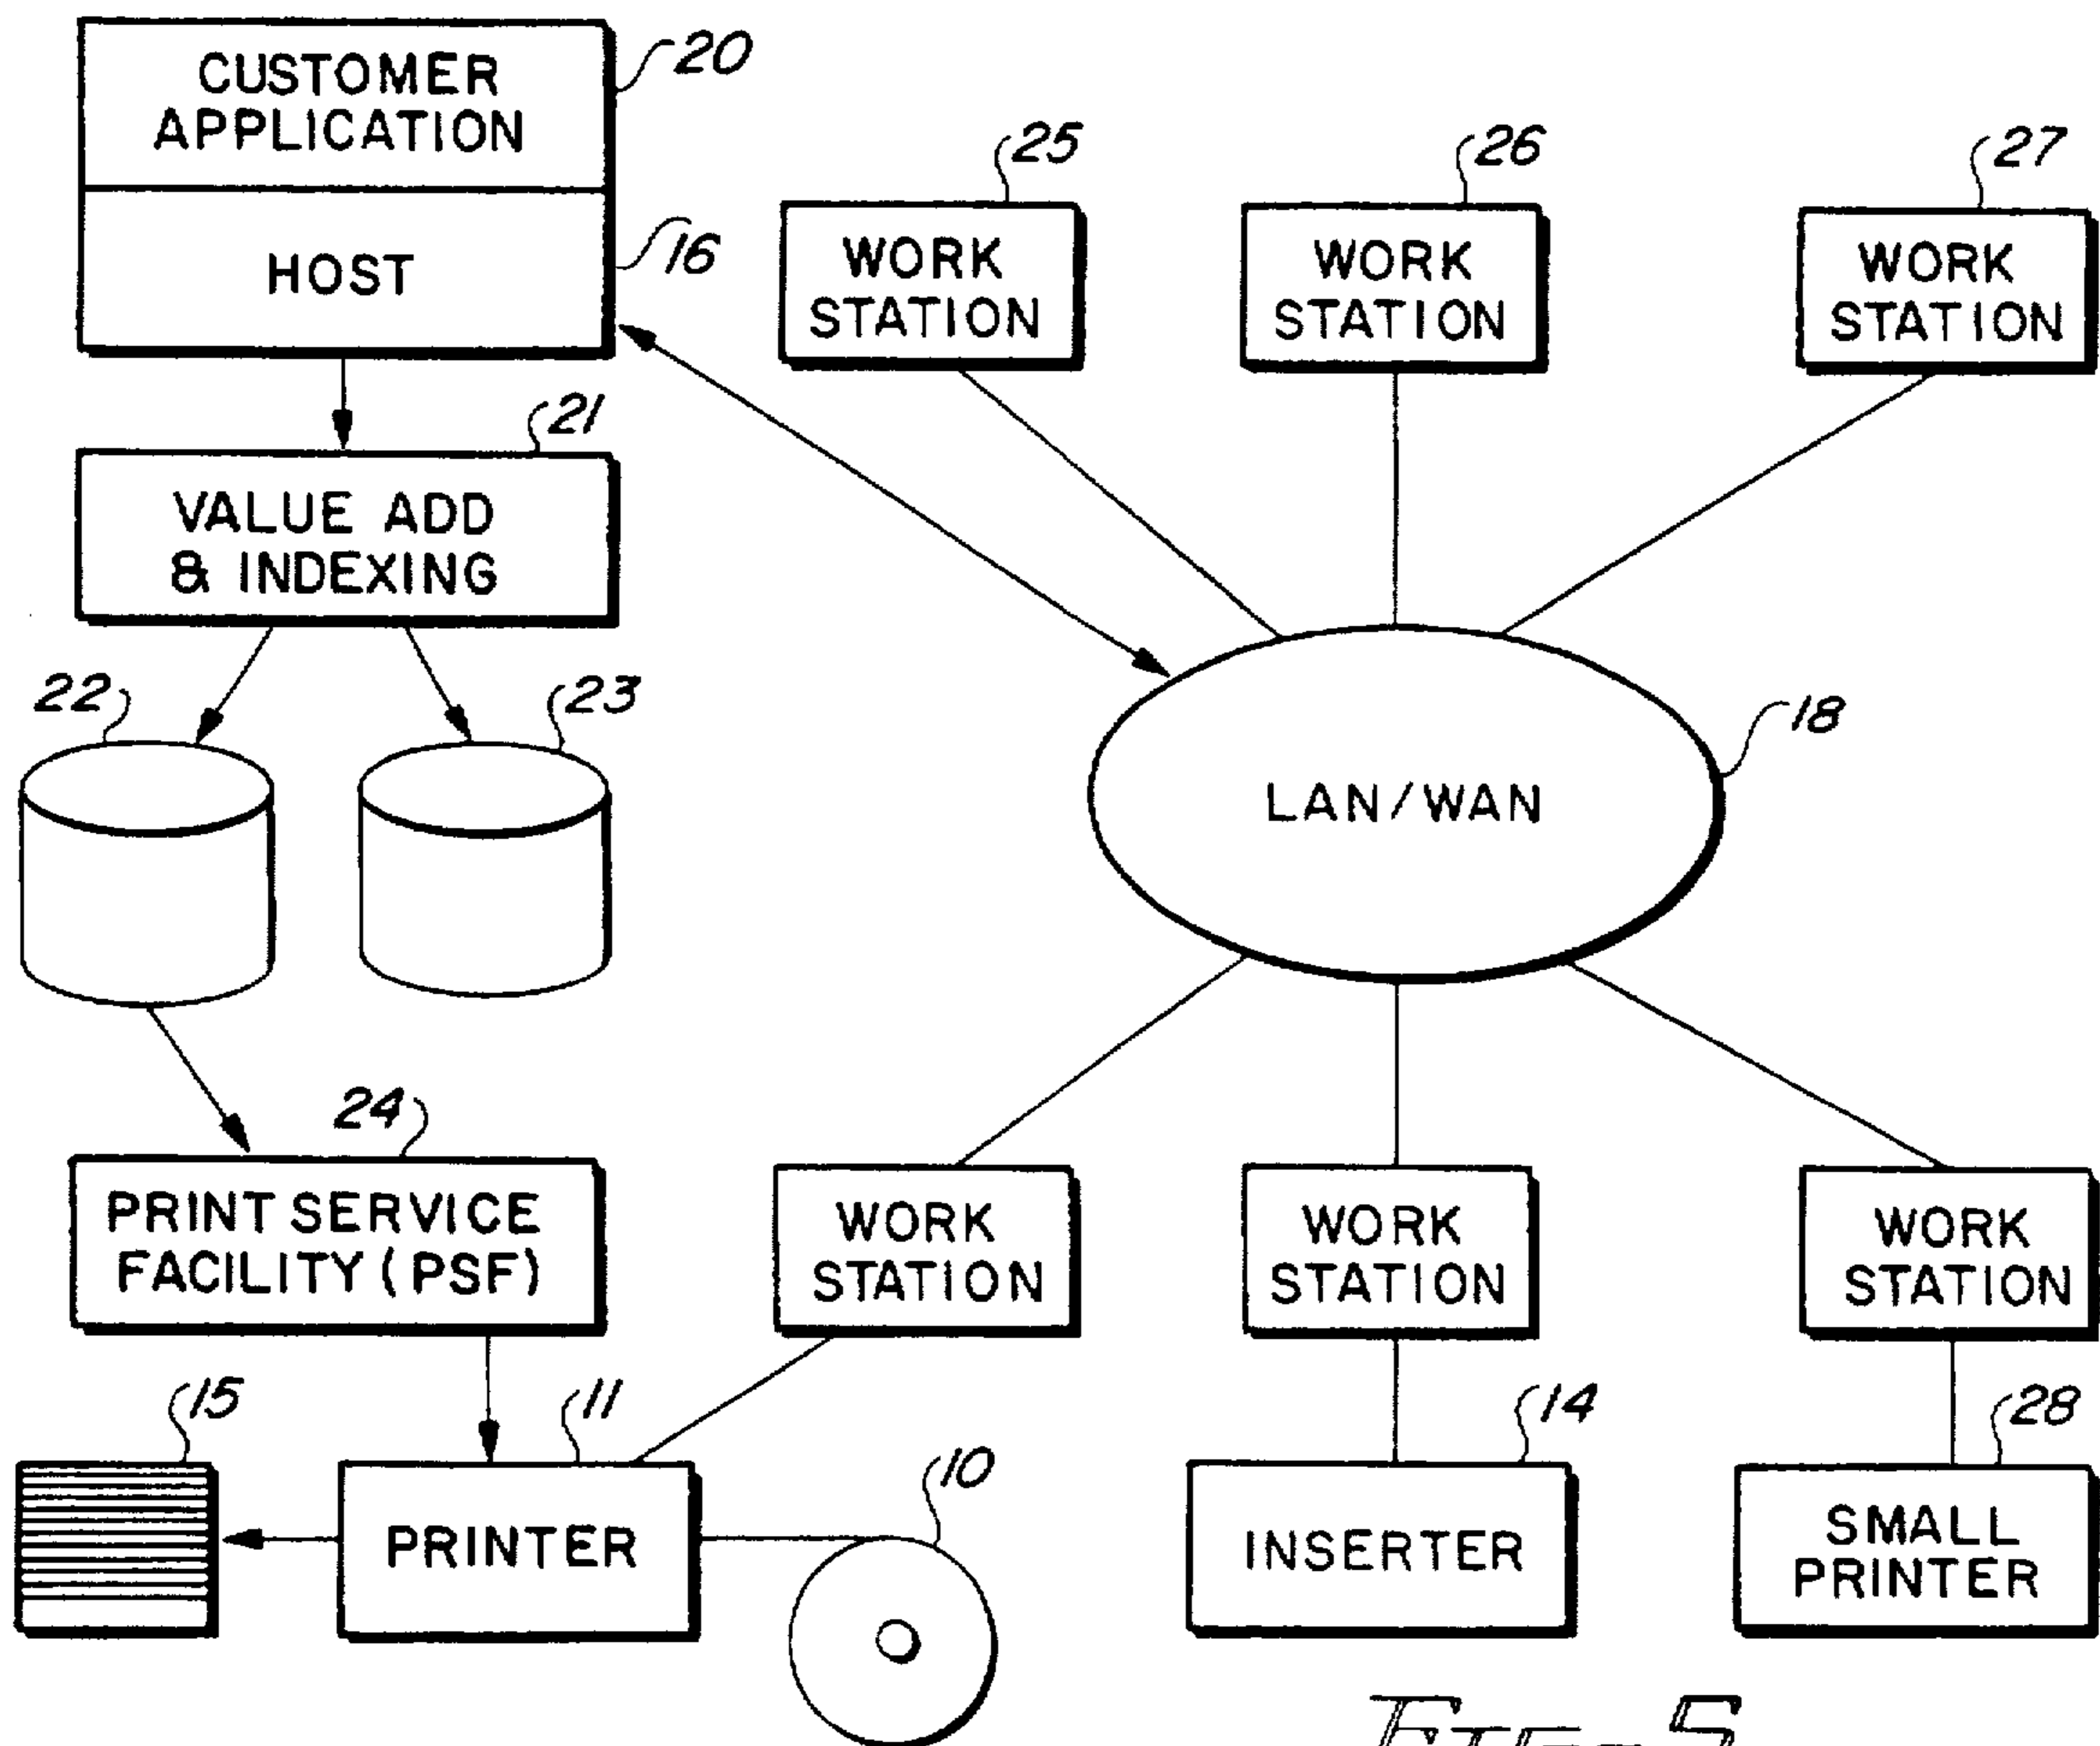 CUSTOMER
APPLICATION
20
HOST
16
25
WORK
STATION
26
WORK
STATION
27
WORK
STATION
21
VALUE ADD
& INDEXING
22
23
18
LAN/WAN
24
PRINT SERVICE
FACILITY (PSF)
WORK
STATION
WORK
STATION
WORK
STATION
15
11
PRINTER
10
14
INSERTER
28
SMALL
PRINTER